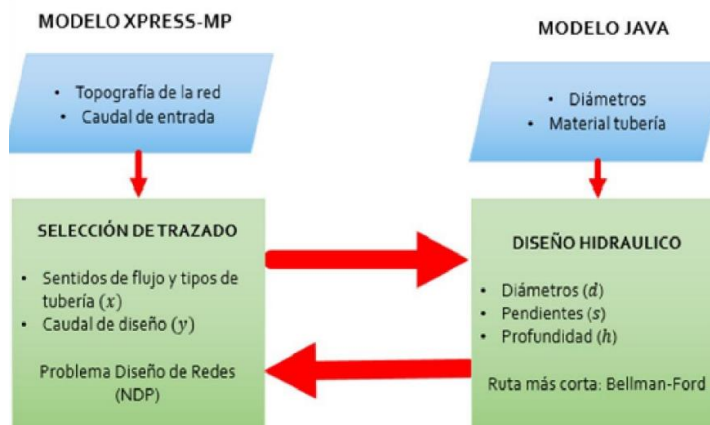 MODELO XPRESS-MP
• Topografía de la red
• Caudal de entrada
SELECCIÓN DE TRAZADO
• Sentidos de flujo y tipos de
tubería (x)
• Caudal de diseño (y)
Problema Diseño de Redes
(NDP)
MODELO JAVA
• Diámetros
• Material tubería
DISEÑO HIDRAULICO
• Diámetros (d)
• Pendientes (s)
• Profundidad (h)
Ruta más corta: Bellman-Ford